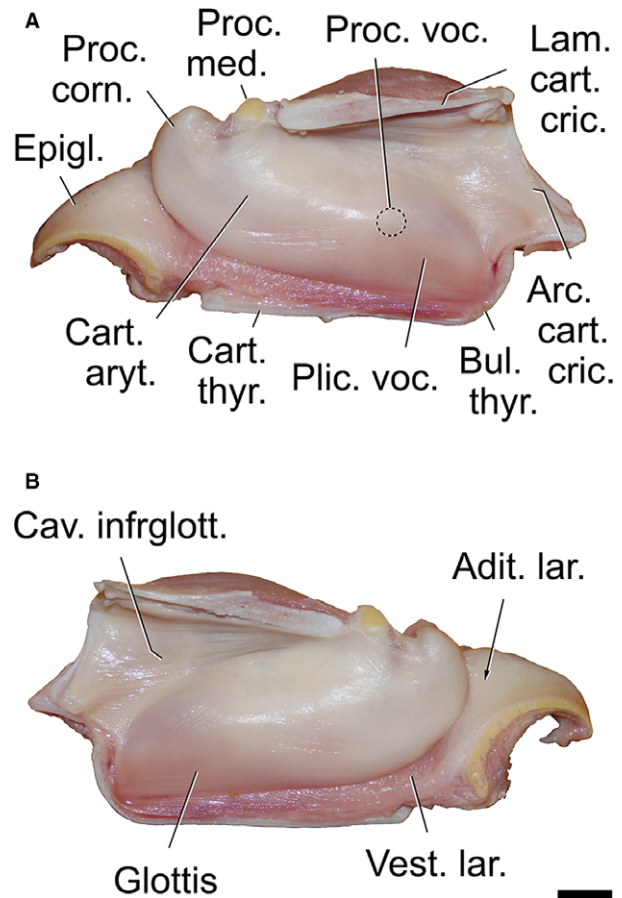 A
Proc.
corn.
Proc.
med.
Proc. voc.
Lam.
cart.
cric.
Epigl.
Cart.
aryt.
Cart.
thyr.
Plic. voc.
Bul.
thyr.
Arc.
cart.
cric.
B
Cav. infrglott.
Adit. lar.
Glottis
Vest. lar.